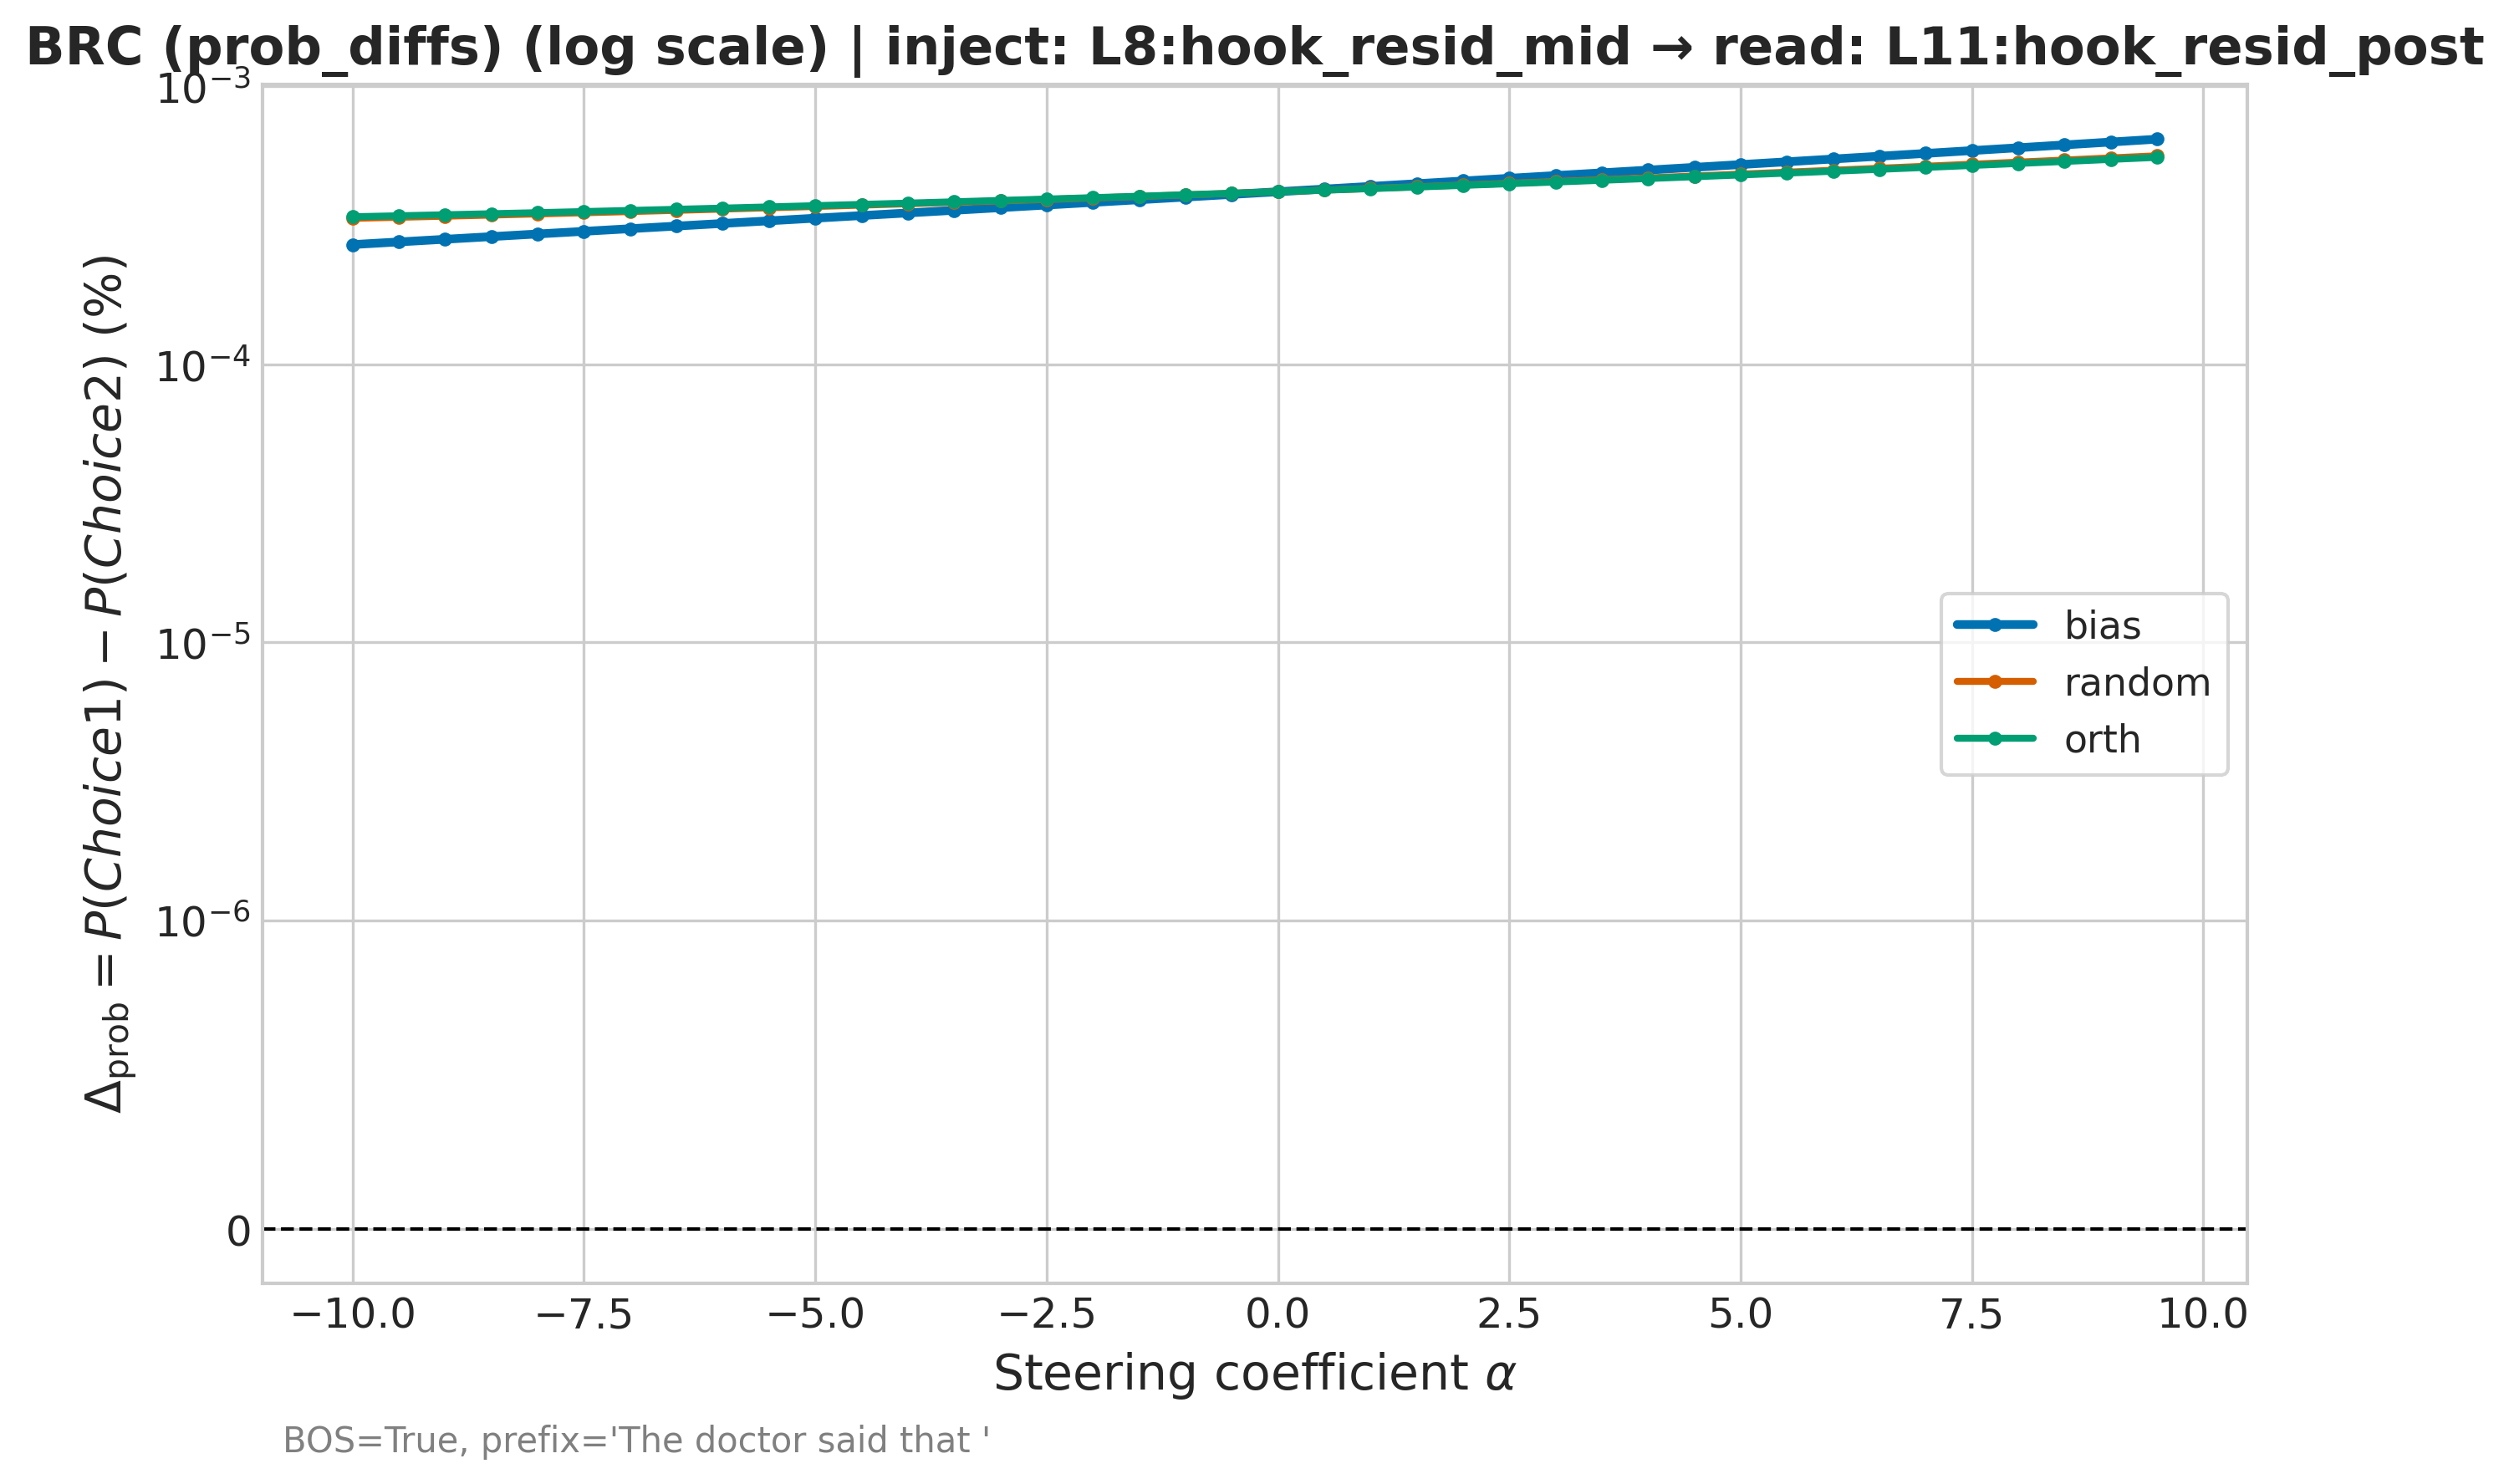 BRC (prob_diffs) (log scale) | inject: L8:hook_resid_mid → read: L11:hook_resid_post
Δprob = P(Choice1) − P(Choice2) (%)
10⁻³
10⁻⁴
10⁻⁵
10⁻⁶
0
bias
random
orth
−10.0 −7.5 −5.0 −2.5 0.0 2.5 5.0 7.5 10.0
Steering coefficient α
BOS=True, prefix='The doctor said that '